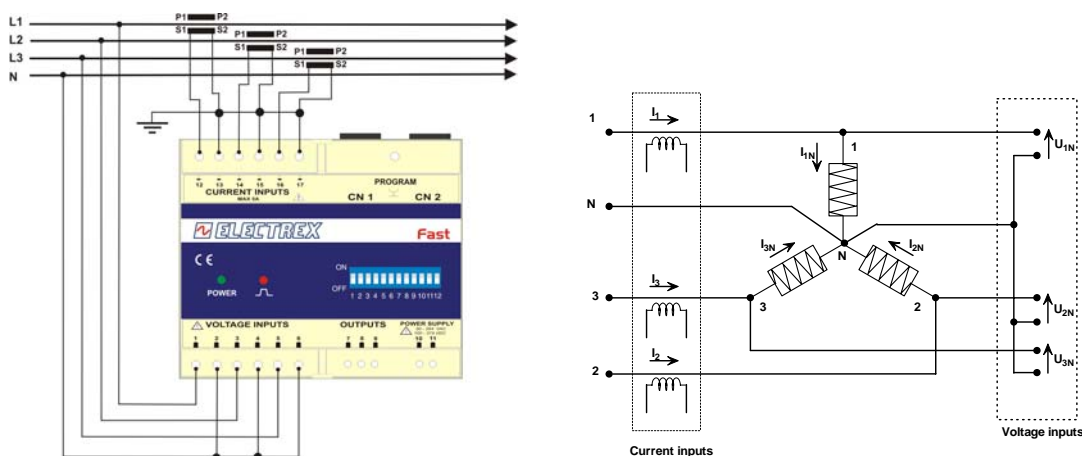 L1
L2
L3
N
P1 P2
S1 S2
P1 P2
S1 S2
P1 P2
S1 S2
12 13 14 15 16 17
CURRENT INPUTS
MAX 5A
PROGRAM
CN 1 CN 2
ELECTREX
Fast
CE
POWER
ON
OFF
1 2 3 4 5 6 7 8 9 10 11 12
VOLTAGE INPUTS
OUTPUTS
POWER SUPPLY
1 2 3 4 5 6
7 8 9
10 11
1
I1
1
I1N
U1N
N
N
I3N
I2N
3
I3
3
2
U2N
2
I2
U3N
Current inputs
Voltage inputs